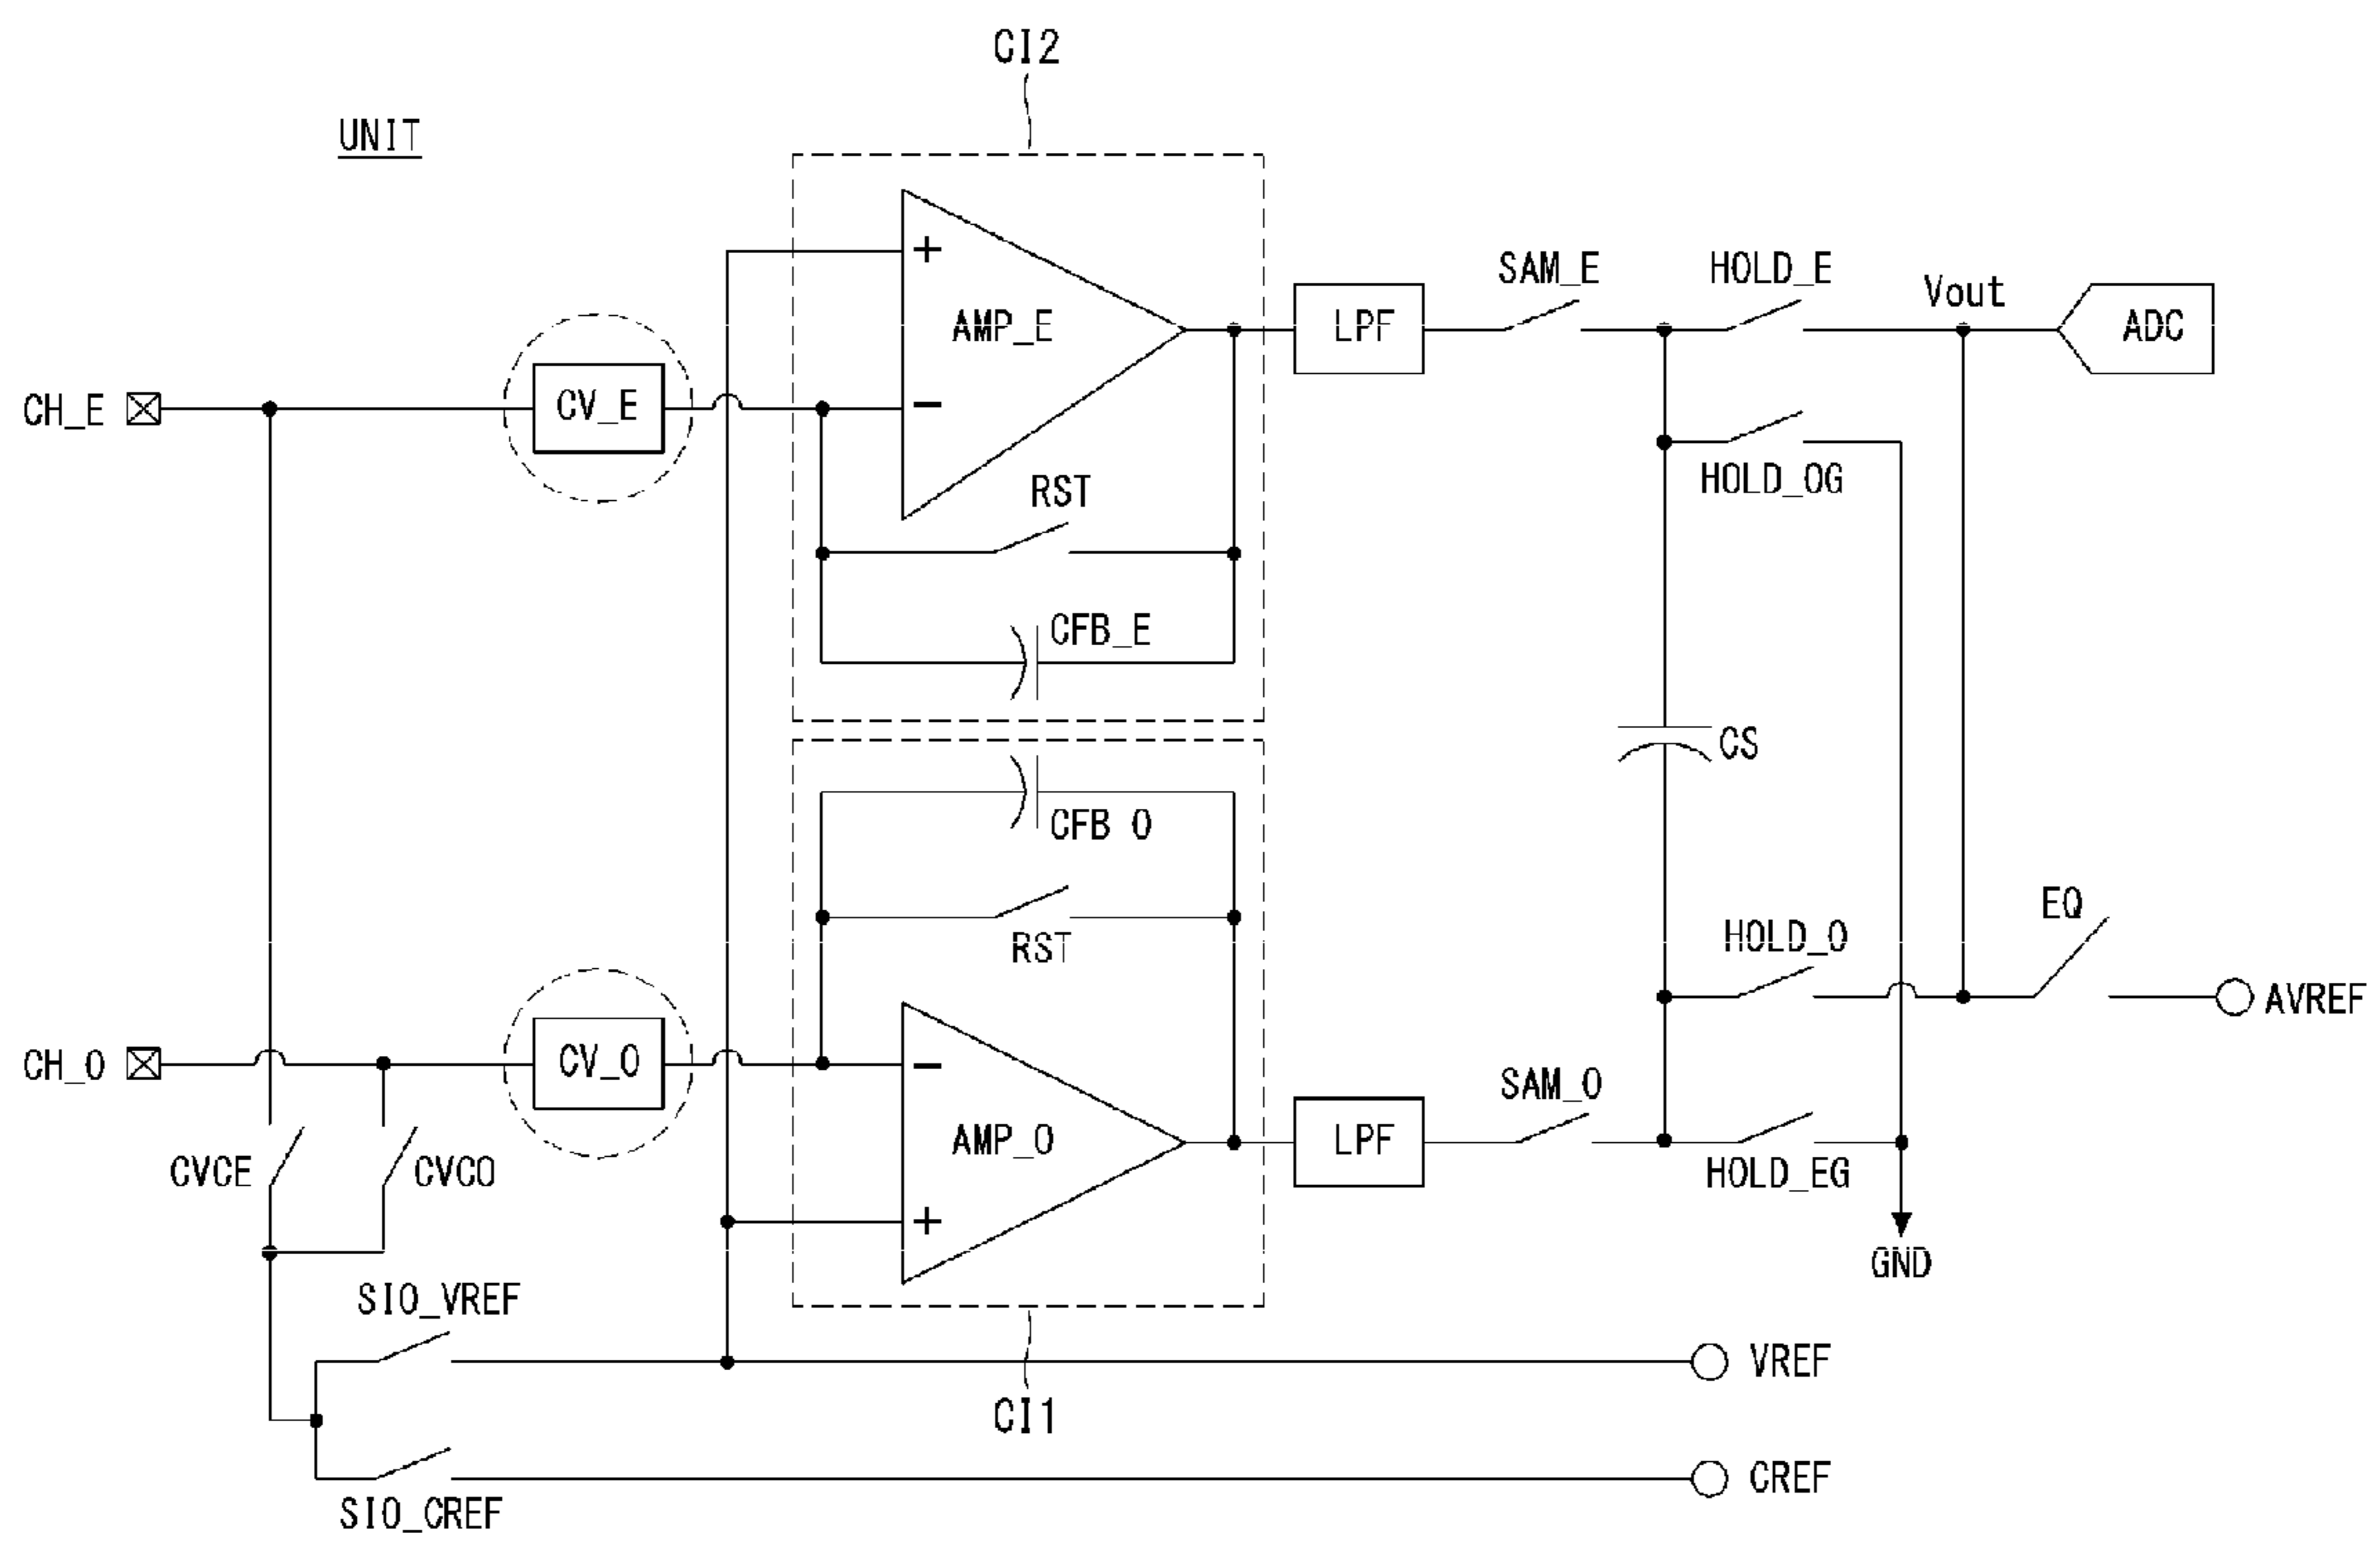 CI2
UNIT
+
AMP_E
−
LPF
SAM_E
HOLD_E
Vout
ADC
CH_E
CV_E
HOLD_OG
RST
CFB_E
CS
CFB O
RST
HOLD_O
EQ
AVREF
CH_O
CV_O
−
AMP_O
+
LPF
SAM_O
HOLD_EG
GND
CVCE
CVCO
SIO_VREF
VREF
CI1
CREF
SIO_CREF